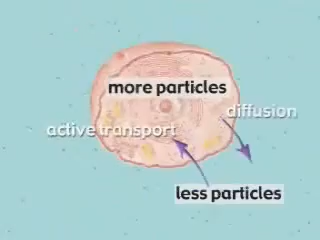 more particles
diffusion
active transport
less particles